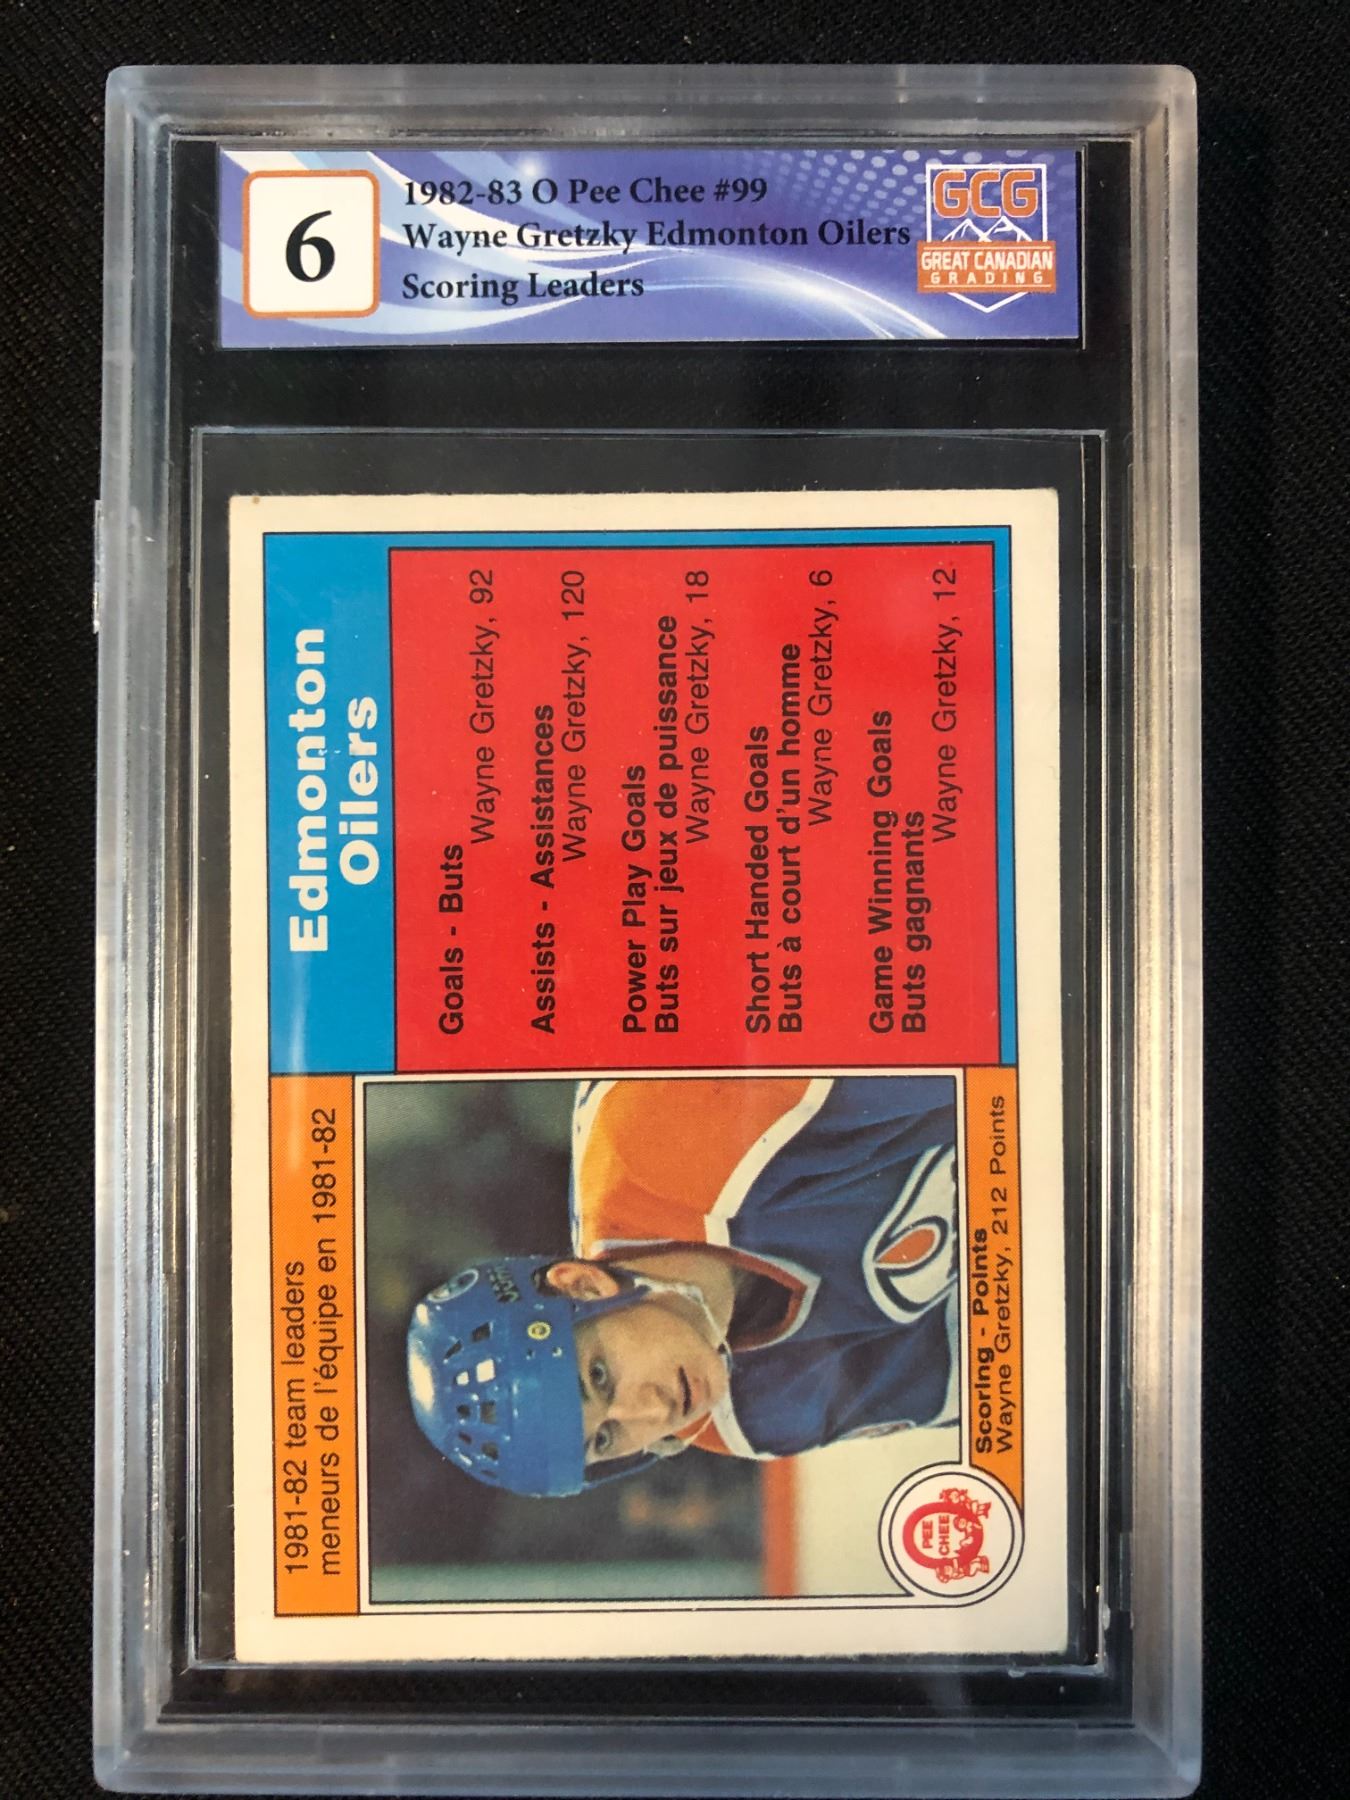 6
1982-83 O Pee Chee #99
Wayne Gretzky Edmonton Oilers
Scoring Leaders
GCG
GREAT CANADIAN
GRADING
1981-82 team leaders
meneurs de l'équipe en 1981-82
Edmonton
Oilers
Goals - Buts
Wayne Gretzky, 92
Assists - Assistances
Wayne Gretzky, 120
Power Play Goals
Buts sur jeux de puissance
Wayne Gretzky, 18
Short Handed Goals
Buts à court d'un homme
Wayne Gretzky, 6
Game Winning Goals
Buts gagnants
Wayne Gretzky, 12
O
PEE
CHEE
Scoring - Points
Wayne Gretzky, 212 Points